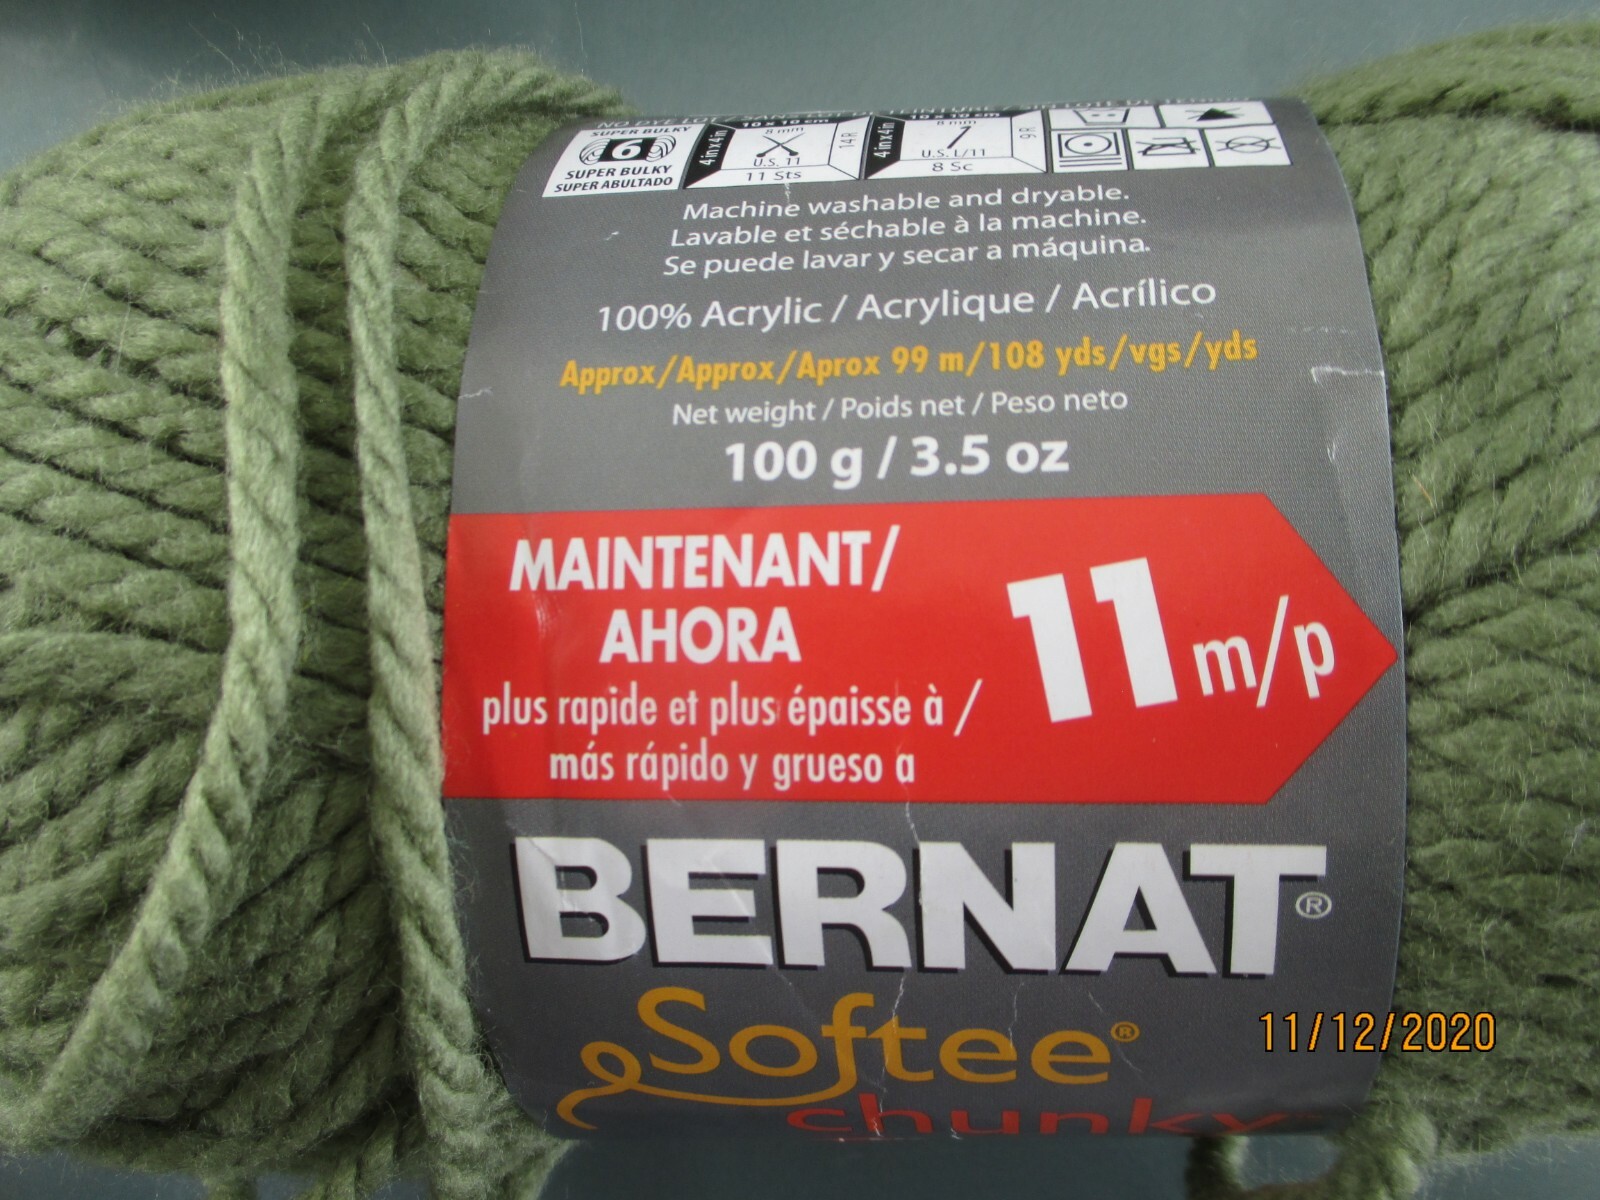 NO DYE LOT
SUPER BULKY
6
SUPER BULKY
SUPER ABULTADO
4 in x 4 in
10 x 10 cm
8 mm
U.S. 11
11 Sts
14 R
4 in x 4 in
10 x 10 cm
8 mm
U.S. L/11
8 Sc
9 R
Machine washable and dryable.
Lavable et séchable à la machine.
Se puede lavar y secar a máquina.
100% Acrylic / Acrylique / Acrílico
Approx/Approx/Aprox 99 m/108 yds/vgs/yds
Net weight / Poids net / Peso neto
100 g / 3.5 oz
MAINTENANT/
AHORA
plus rapide et plus épaisse à /
más rápido y grueso a
11 m/p
BERNAT®
Softee®
chunky
11/12/2020